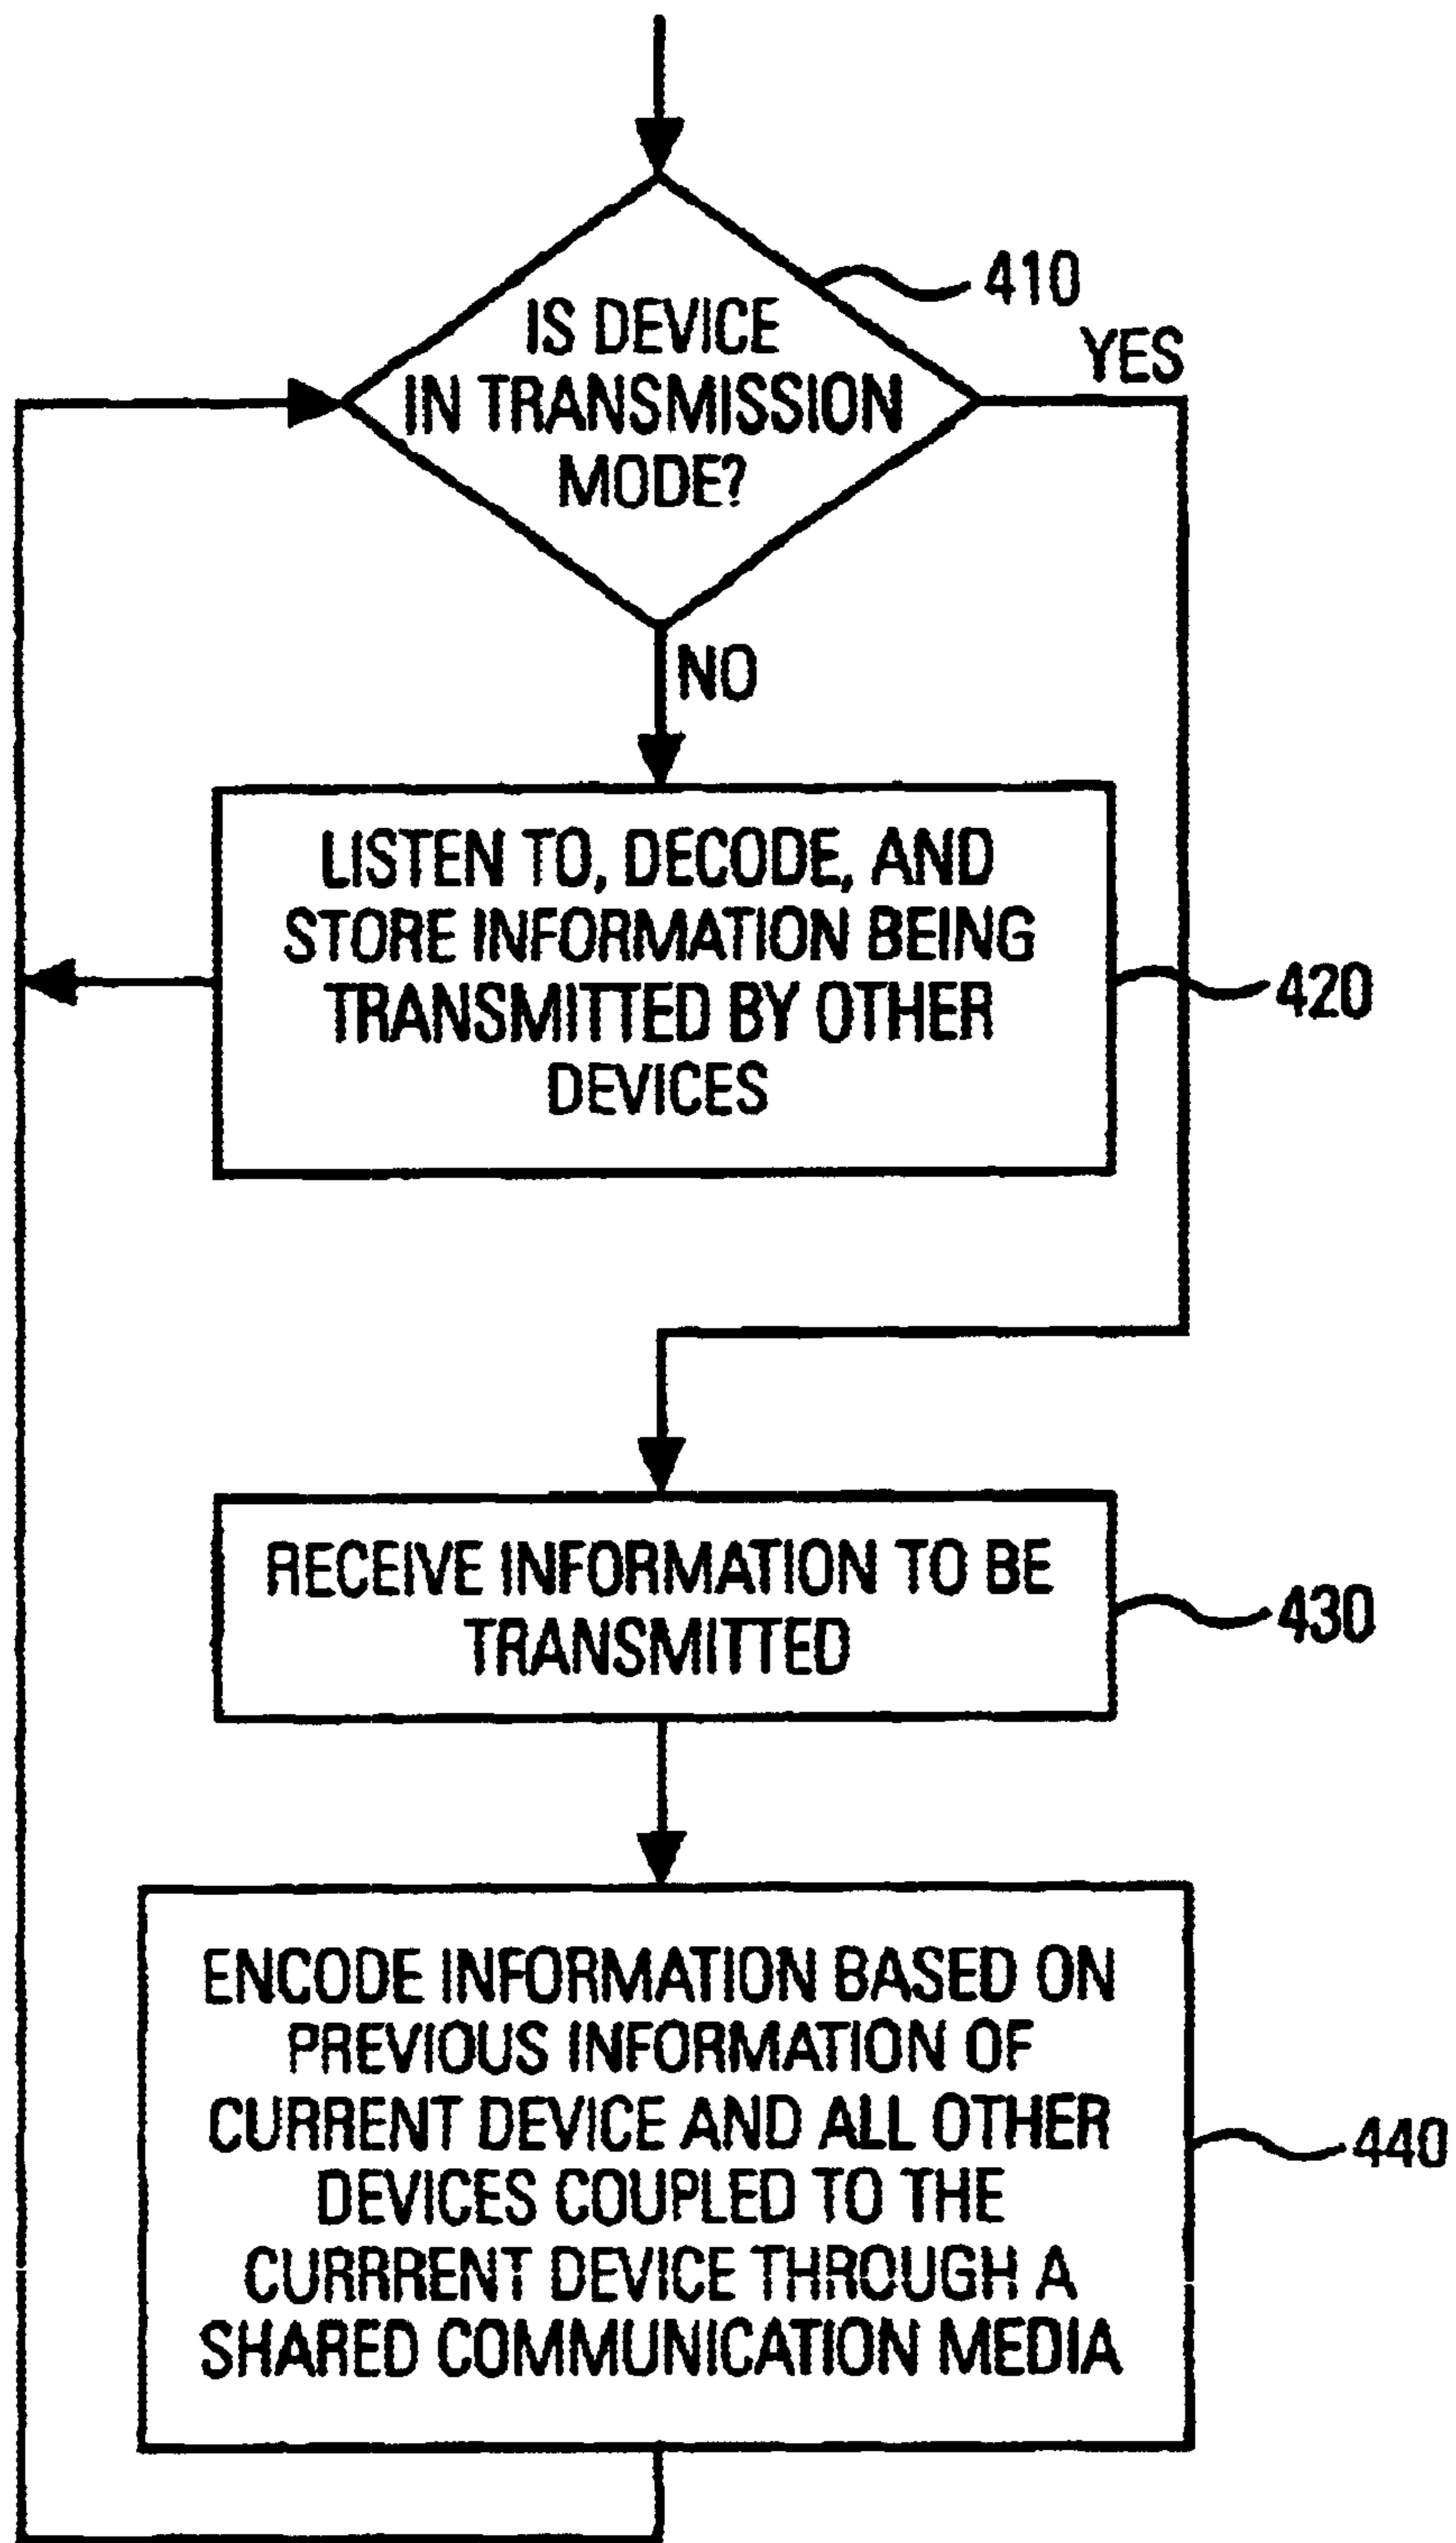 410
YES
IS DEVICE
IN TRANSMISSION
MODE?
NO
LISTEN TO, DECODE, AND
STORE INFORMATION BEING
TRANSMITTED BY OTHER
DEVICES
420
RECEIVE INFORMATION TO BE
TRANSMITTED
430
ENCODE INFORMATION BASED ON
PREVIOUS INFORMATION OF
CURRENT DEVICE AND ALL OTHER
DEVICES COUPLED TO THE
CURRRENT DEVICE THROUGH A
SHARED COMMUNICATION MEDIA
440